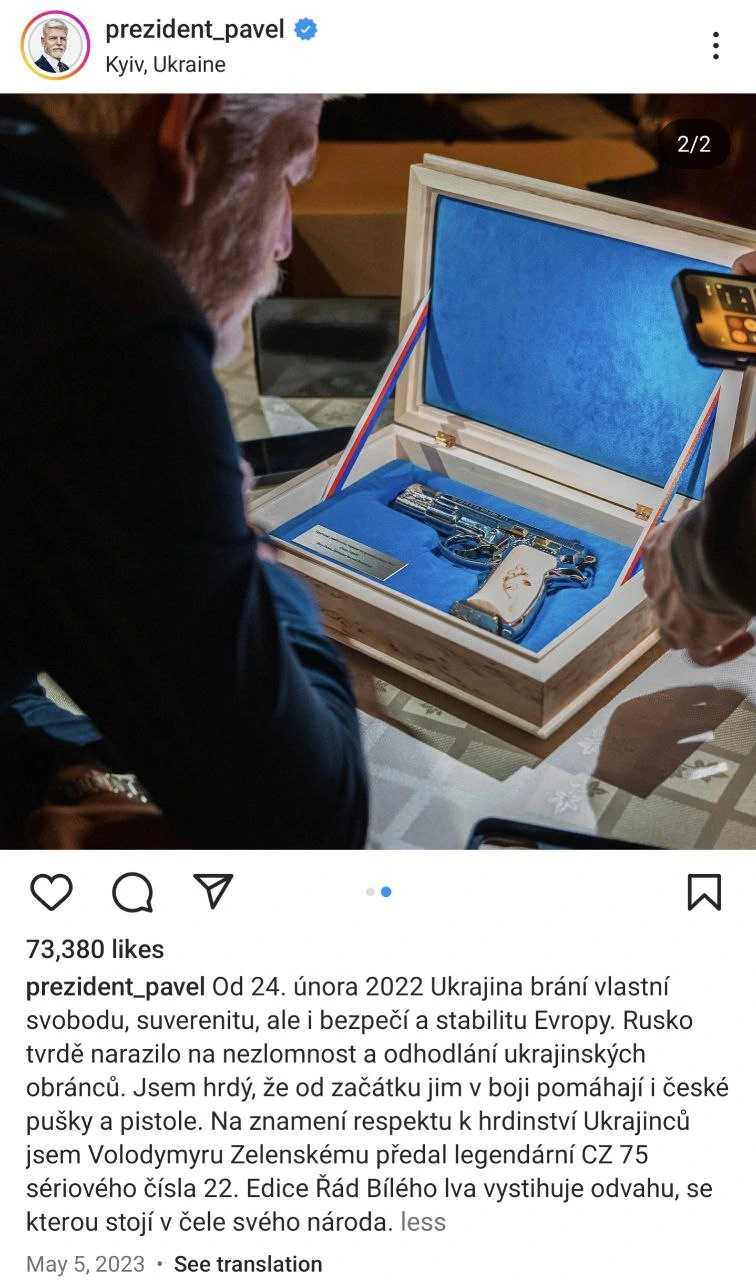 prezident_pavel
Kyiv, Ukraine
2/2
73,380 likes
prezident_pavel Od 24. února 2022 Ukrajina brání vlastní
svobodu, suverenitu, ale i bezpečí a stabilitu Evropy. Rusko
tvrdě narazilo na nezlomnost a odhodlání ukrajinských
obránců. Jsem hrdý, že od začátku jim v boji pomáhají i české
pušky a pistole. Na znamení respektu k hrdinství Ukrajinců
jsem Volodymyru Zelenskému předal legendární CZ 75
sériového čísla 22. Edice Řád Bílého lva vystihuje odvahu, se
kterou stojí v čele svého národa. less
May 5, 2023 • See translation